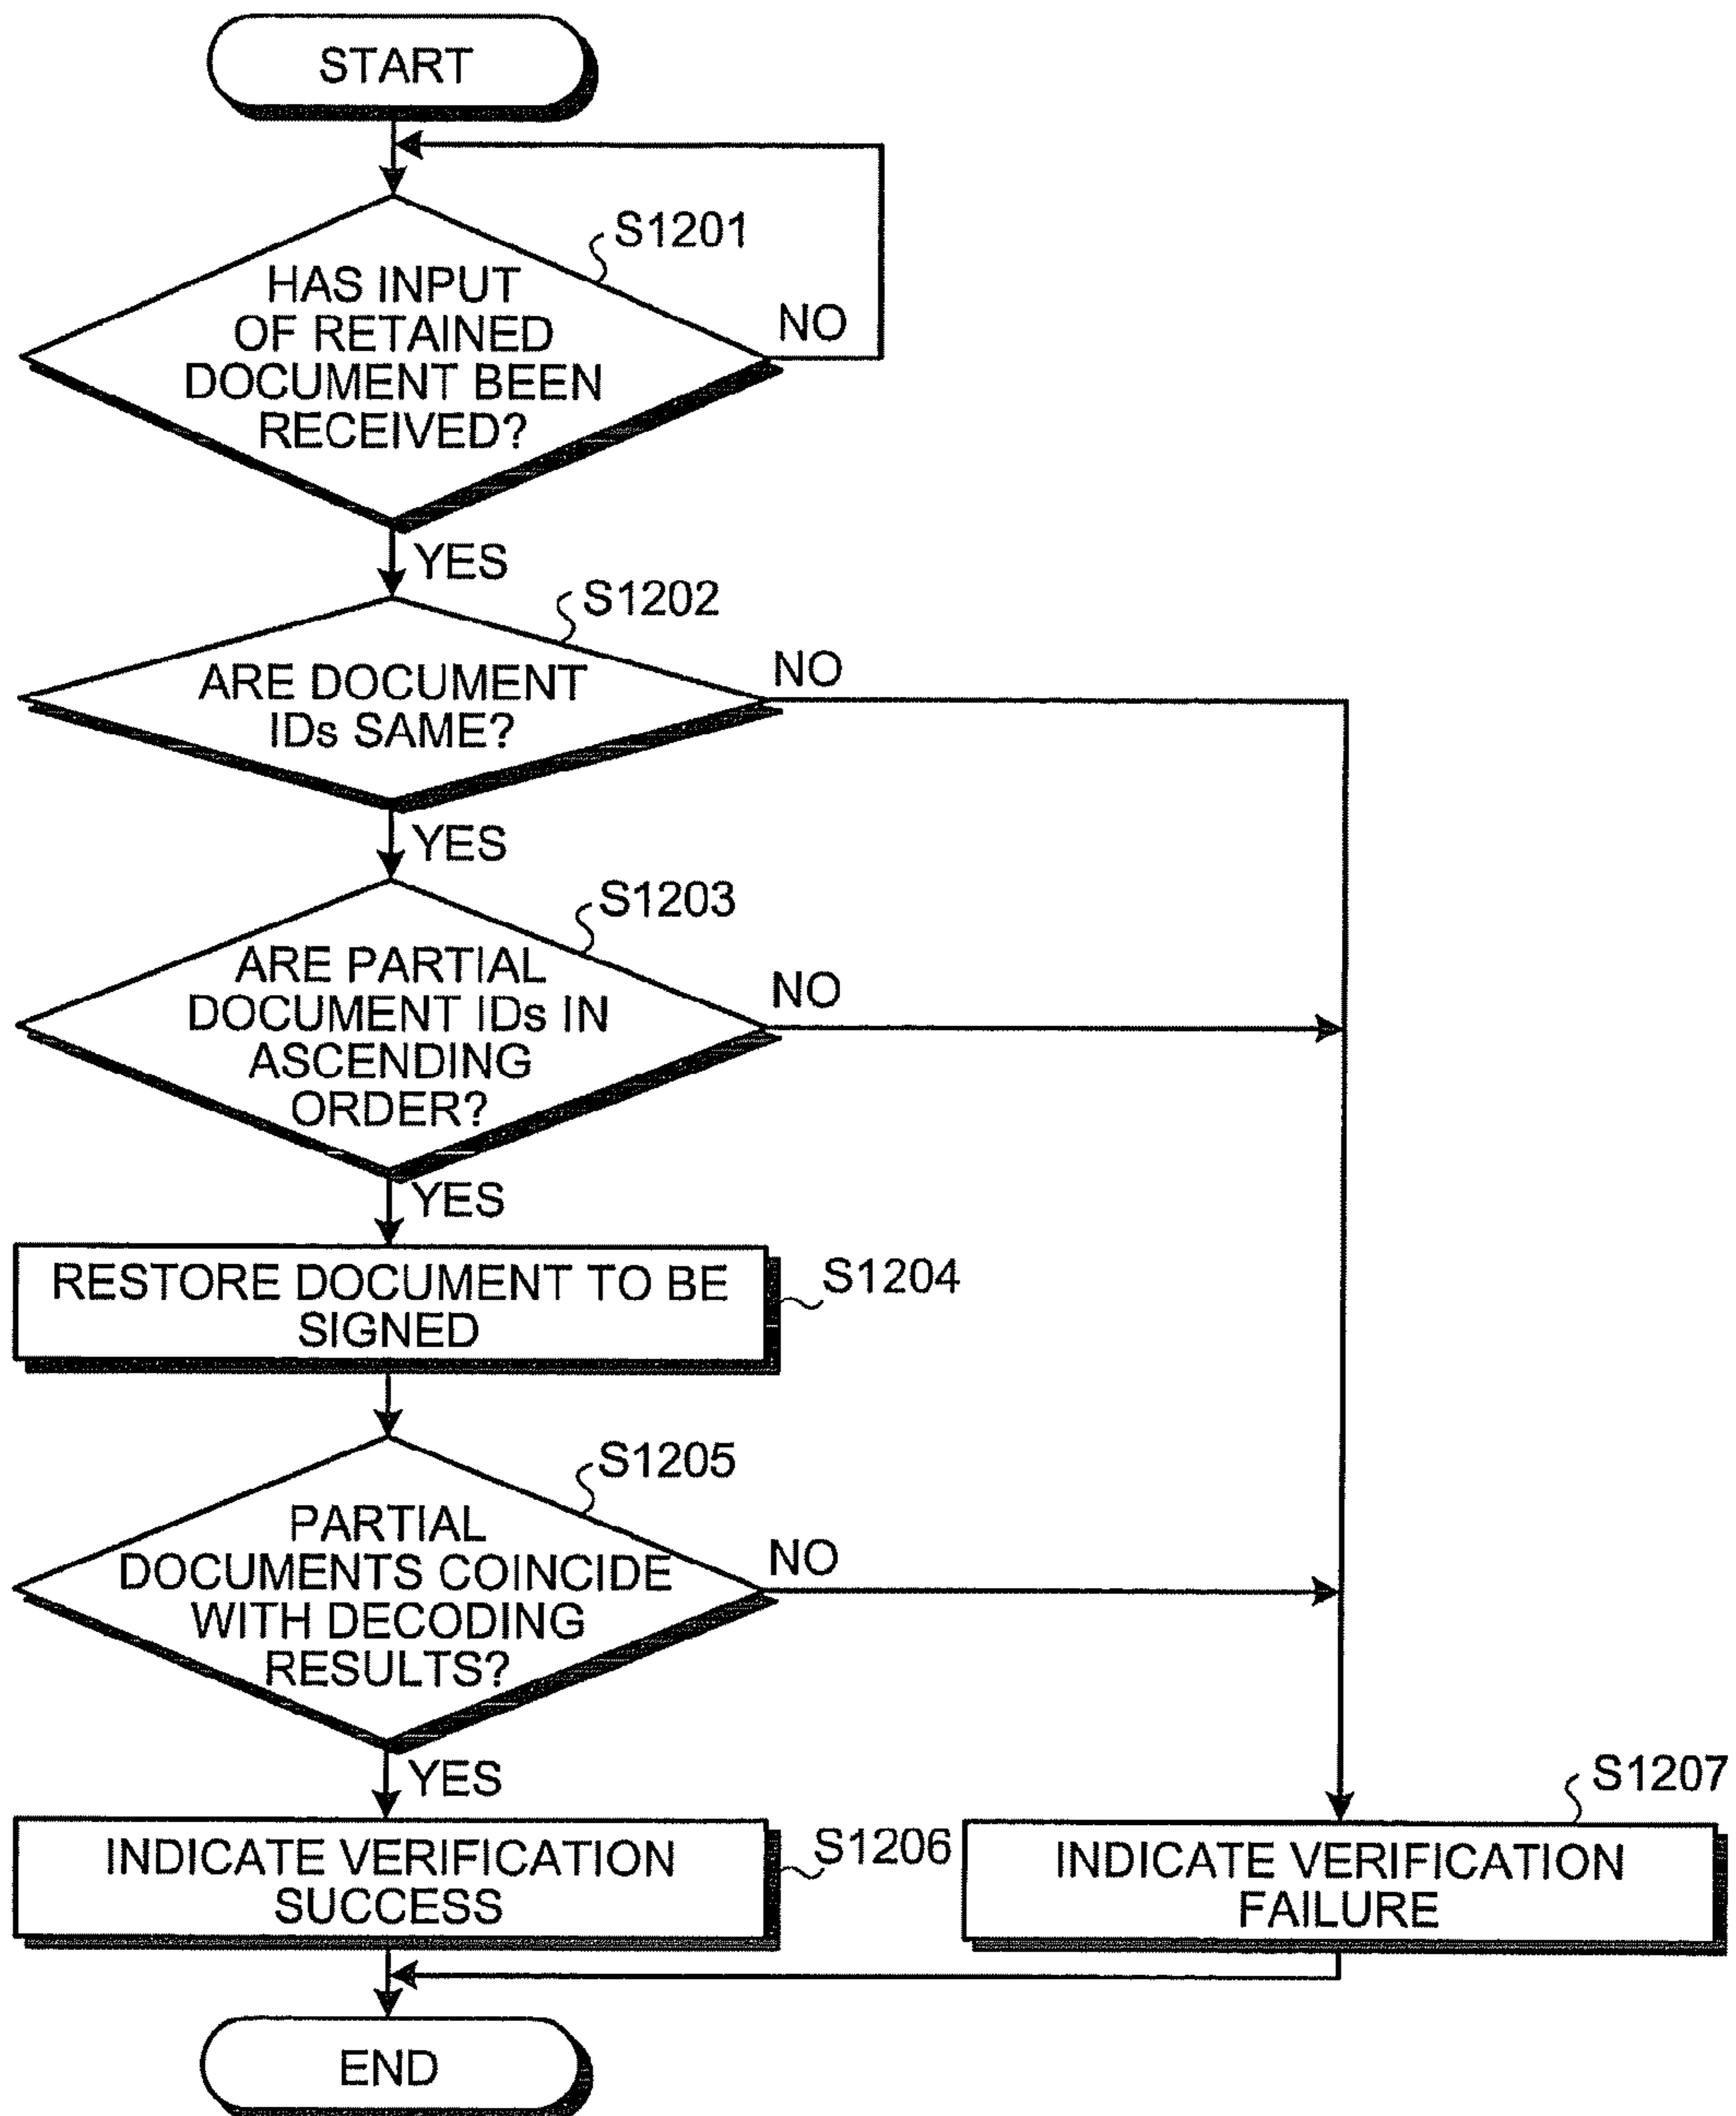 START
S1201
HAS INPUT
OF RETAINED
DOCUMENT BEEN
RECEIVED?
NO
YES
S1202
ARE DOCUMENT
IDs SAME?
NO
YES
S1203
ARE PARTIAL
DOCUMENT IDs IN
ASCENDING
ORDER?
NO
YES
RESTORE DOCUMENT TO BE
SIGNED
S1204
S1205
PARTIAL
DOCUMENTS COINCIDE
WITH DECODING
RESULTS?
NO
YES
INDICATE VERIFICATION
SUCCESS
S1206
S1207
INDICATE VERIFICATION
FAILURE
END